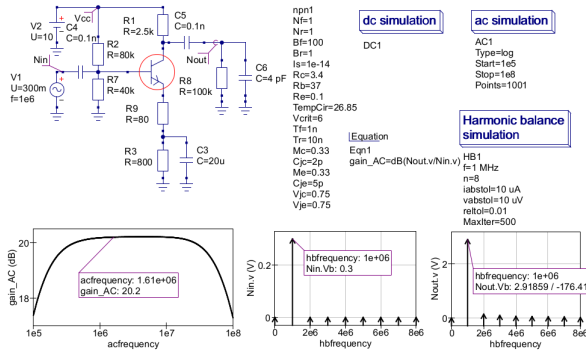 V2
U=10
Vcc
C4
C=0.1n
R2
R=80k
R1
R=2.5k
C5
C=0.1n
Nin
V1
U=300m
f=1e6
R7
R=40k
Nout
R8
R=100k
C6
C=4 pF
R9
R=80
R3
R=800
C3
C=20u
npn1
Nf=1
Nr=1
Bf=100
Br=1
Is=1e-14
Rc=3.4
Rb=37
Re=0.1
TempCir=26.85
Vcrit=6
Tf=1n
Tr=10n
Mc=0.33
Cjc=2p
Me=0.33
Cje=5p
Vjc=0.75
Vje=0.75
dc simulation
DC1
Equation
Eqn1
gain_AC=dB(Nout.v/Nin.v)
ac simulation
AC1
Type=log
Start=1e5
Stop=1e8
Points=1001
Harmonic balance
simulation
HB1
f=1 MHz
n=8
iabstol=10 uA
vabstol=10 uV
reltol=0.01
MaxIter=500
gain_AC (dB)
20
18
acfrequency: 1.61e+06
gain_AC: 20.2
1e5
1e6
1e7
1e8
acfrequency
Nin.v (V)
0.2
0
hbfrequency: 1e+06
Nin.Vb: 0.3
0
2e6
4e6
6e6
8e6
hbfrequency
Nout.v (V)
2
0
hbfrequency: 1e+06
Nout.Vb: 2.91859 / -176.41
0
2e6
4e6
6e6
8e6
hbfrequency